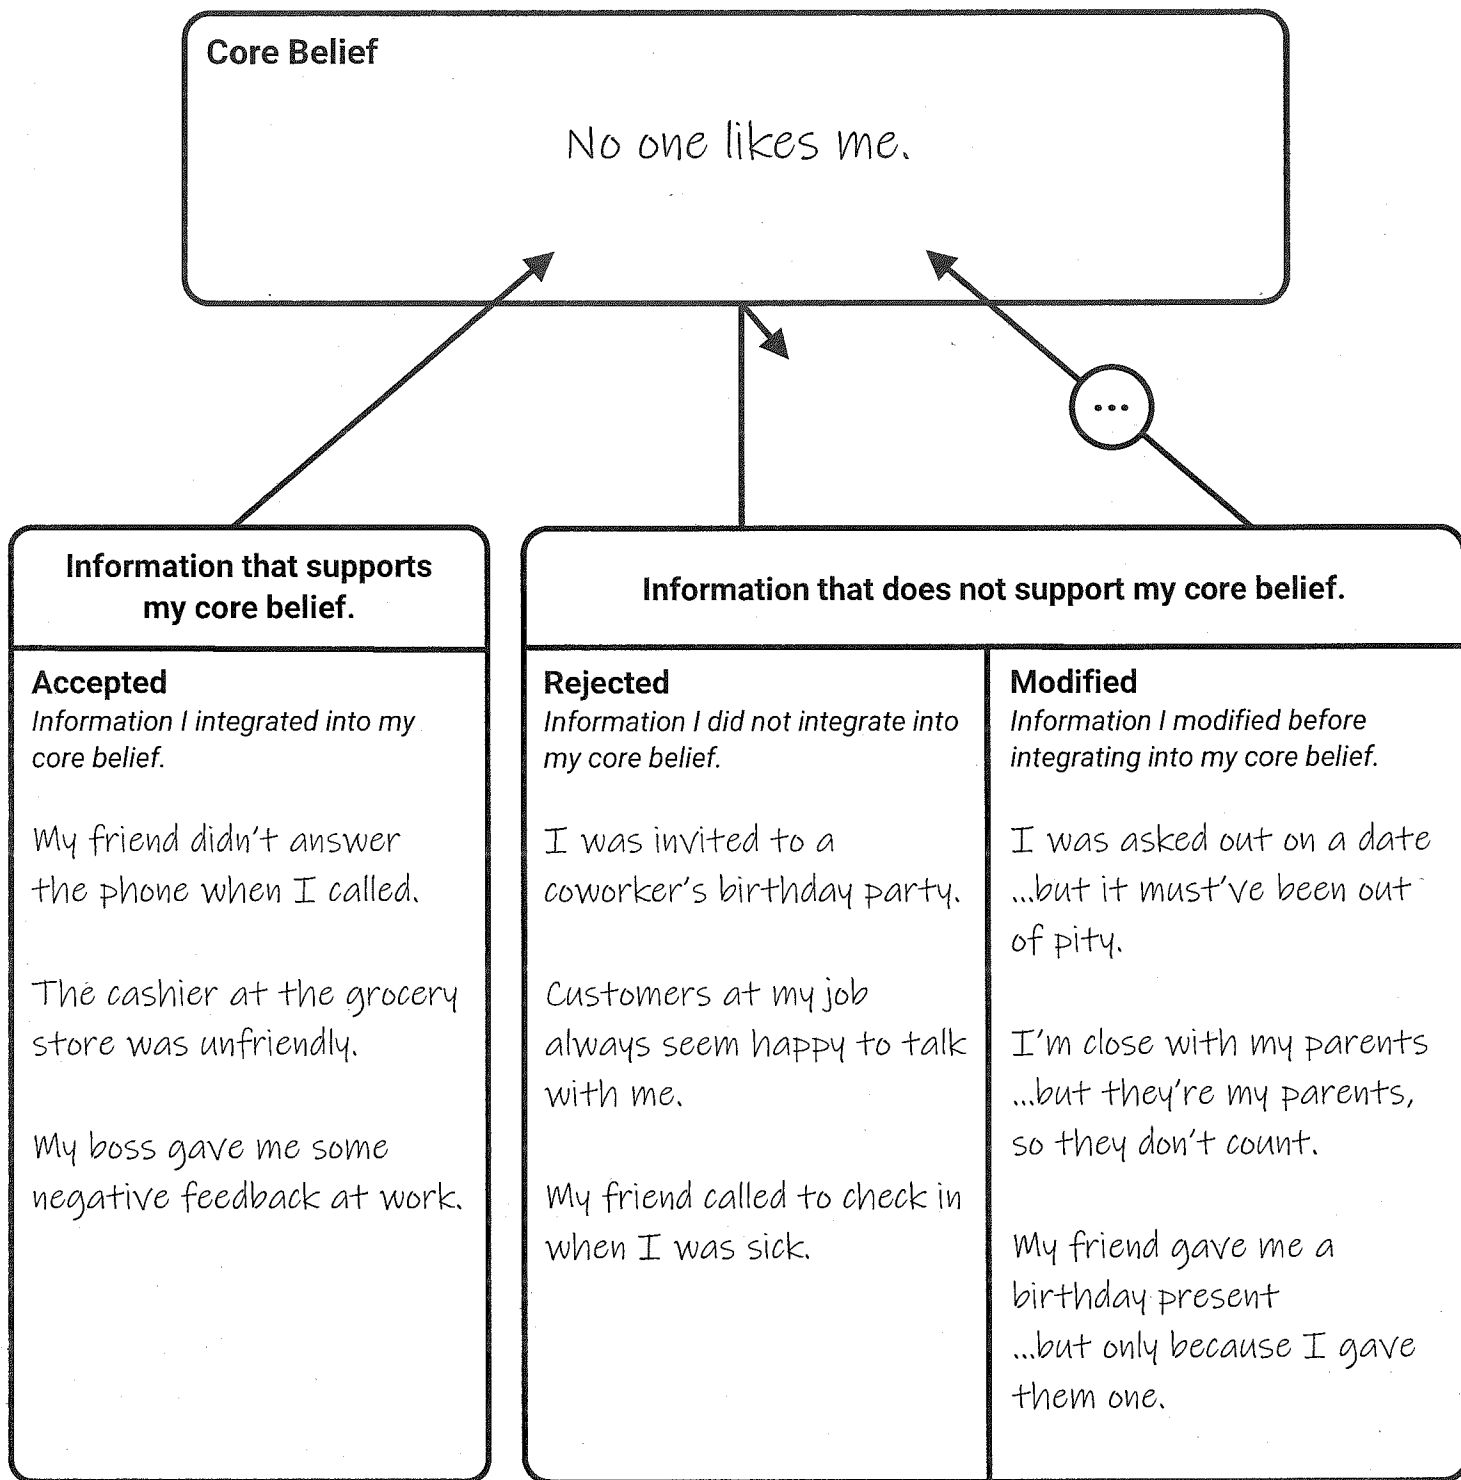 Core Belief
No one likes me.
...
Information that supports
my core belief.
Accepted
Information I integrated into my
core belief.
My friend didn't answer
the phone when I called.
The cashier at the grocery
store was unfriendly.
My boss gave me some
negative feedback at work.
Information that does not support my core belief.
Rejected
Information I did not integrate into
my core belief.
I was invited to a
coworker's birthday party.
Customers at my job
always seem happy to talk
with me.
My friend called to check in
when I was sick.
Modified
Information I modified before
integrating into my core belief.
I was asked out on a date
...but it must've been out
of pity.
I'm close with my parents
...but they're my parents,
so they don't count.
My friend gave me a
birthday present
...but only because I gave
them one.